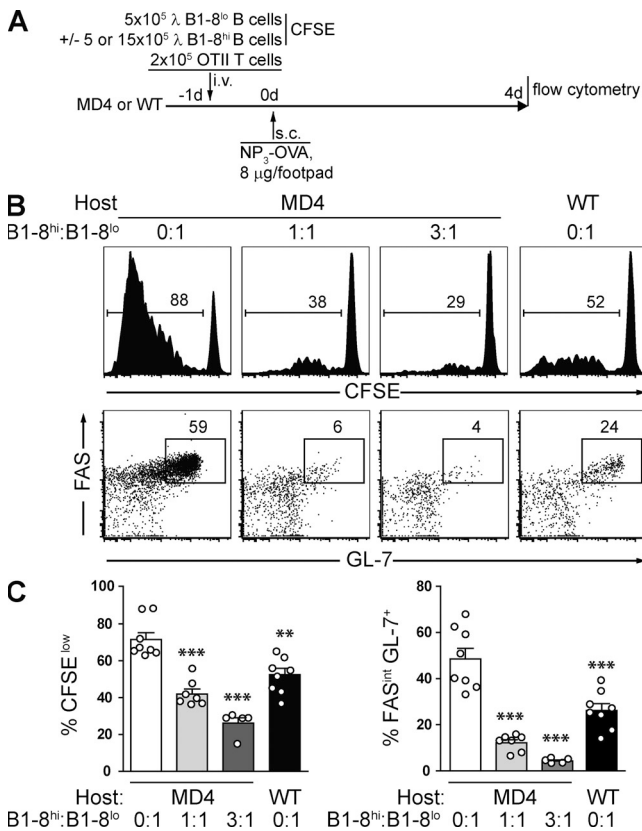 A
5x10⁵ λ B1-8ˡᵒ B cells
+/- 5 or 15x10⁵ λ B1-8ʰⁱ B cells
CFSE
2x10⁵ OTII T cells
i.v.
-1d
0d
4d
flow cytometry
MD4 or WT
s.c.
NP₃-OVA,
8 μg/footpad
B
Host
MD4
WT
B1-8ʰⁱ:B1-8ˡᵒ
0:1
1:1
3:1
0:1
88
38
29
52
CFSE
59
6
4
24
FAS
GL-7
C
100
80
60
40
20
0
% CFSE ˡᵒʷ
***
***
**
Host:
MD4
WT
B1-8ʰⁱ:B1-8ˡᵒ
0:1
1:1
3:1
0:1
80
60
40
20
0
% FASⁱⁿᵗ GL-7⁺
***
***
***
Host:
MD4
WT
B1-8ʰⁱ:B1-8ˡᵒ
0:1
1:1
3:1
0:1